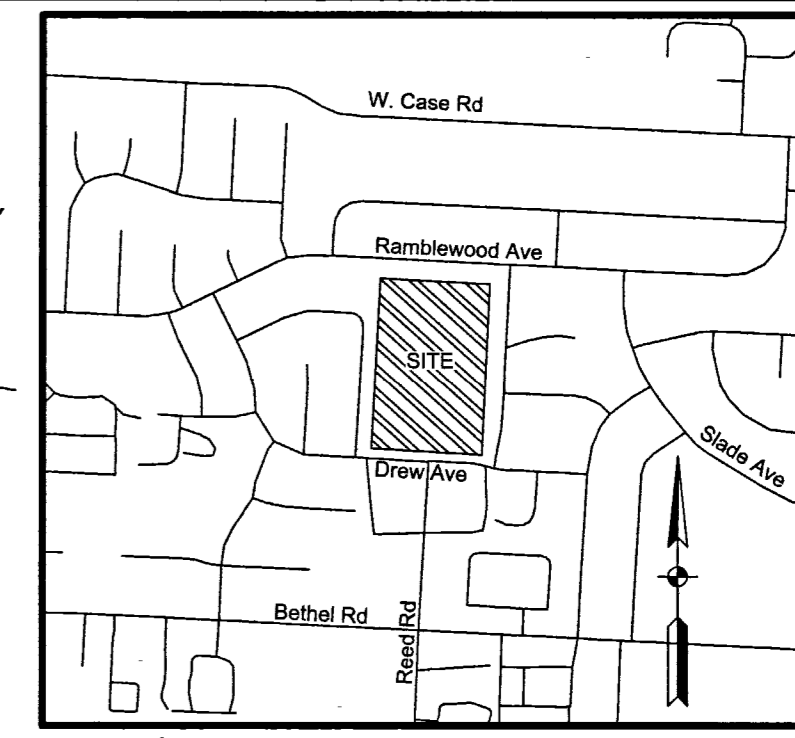 W. Case Rd
Ramblewood Ave
SITE
Slade Ave
Drew Ave
Bethel Rd
Reed Rd